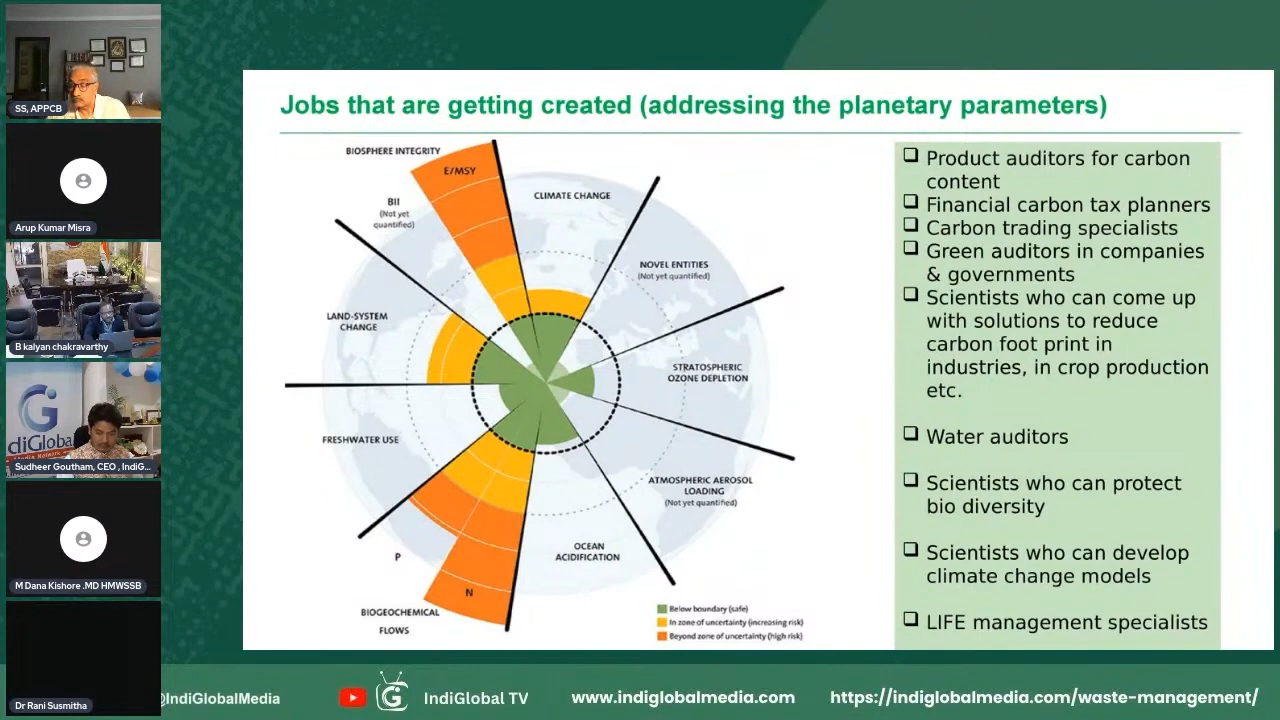 SS, APPCB
Arup Kumar Misra
B kalyan chakravarthy
diGlobal
Sudheer Goutham, CEO , IndiG...
M Dana Kishore .MD HMWSSB
Dr Rani Susmitha
Jobs that are getting created (addressing the planetary parameters)
BIOSPHERE INTEGRITY
E/MSY
BII
(Not yet
quantified)
CLIMATE CHANGE
NOVEL ENTITIES
(Not yet quantified)
LAND-SYSTEM
CHANGE
STRATOSPHERIC
OZONE DEPLETION
FRESHWATER USE
ATMOSPHERIC AEROSOL
LOADING
(Not yet quantified)
P
OCEAN
ACIDIFICATION
N
BIOGEOCHEMICAL
FLOWS
Below boundary (safe)
In zone of uncertainty (increasing risk)
Beyond zone of uncertainty (high risk)
Product auditors for carbon
content
Financial carbon tax planners
Carbon trading specialists
Green auditors in companies
& governments
Scientists who can come up
with solutions to reduce
carbon foot print in
industries, in crop production
etc.
Water auditors
Scientists who can protect
bio diversity
Scientists who can develop
climate change models
LIFE management specialists
@IndiGlobalMedia
IndiGlobal TV
www.indiglobalmedia.com
https://indiglobalmedia.com/waste-management/